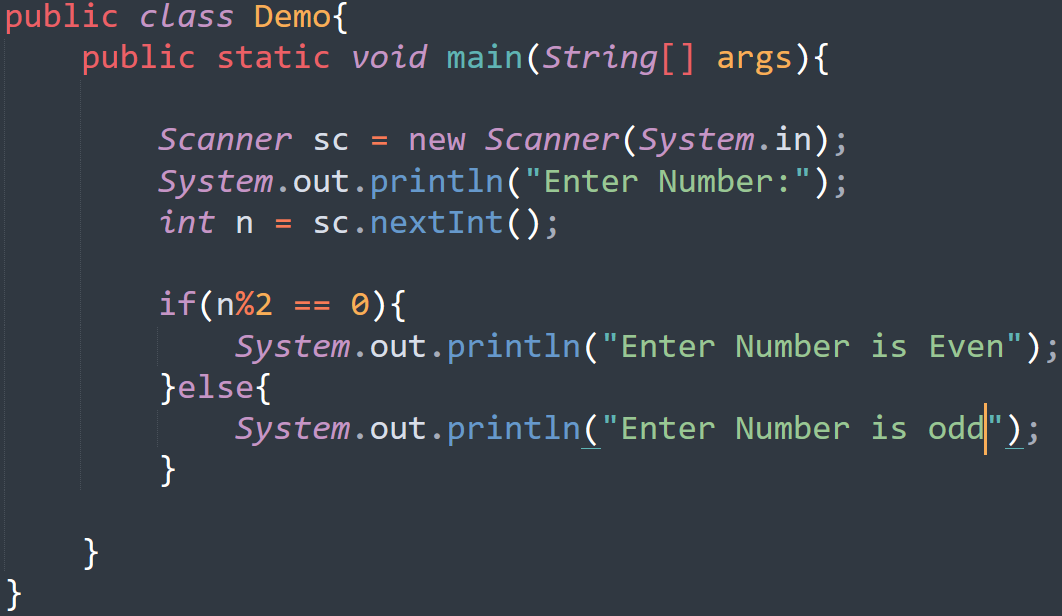 public class Demo{
    public static void main(String[] args){

        Scanner sc = new Scanner(System.in);
        System.out.println("Enter Number:");
        int n = sc.nextInt();

        if(n%2 == 0){
            System.out.println("Enter Number is Even");
        }else{
            System.out.println("Enter Number is odd");
        }

    }
}